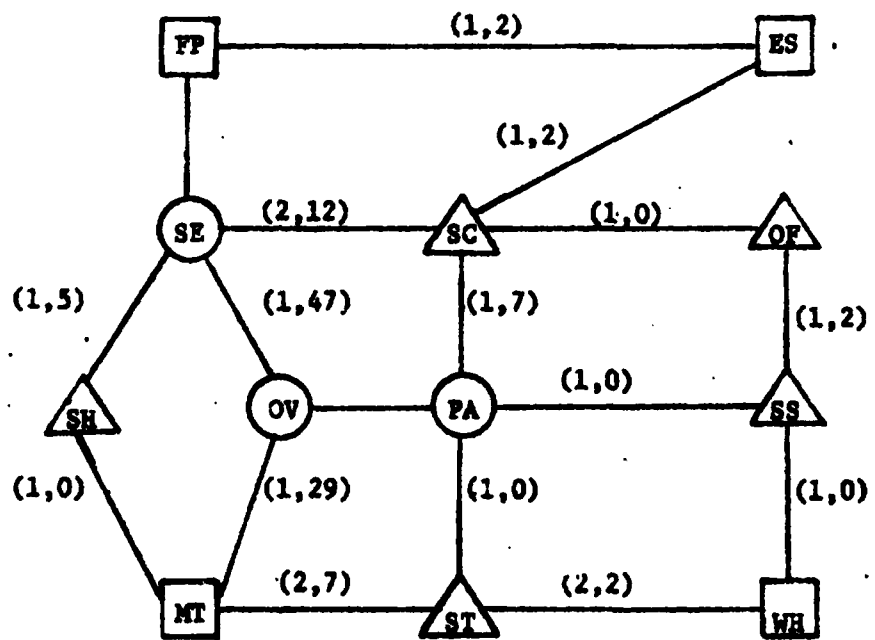 FP (1,2) ES
(1,2)
SE (2,12) SC (1,0) OF
(1,5) (1,47) (1,7) (1,2)
SH OV PA (1,0) SS
(1,0) (1,29) (1,0) (1,0)
MT (2,7) ST (2,2) WH